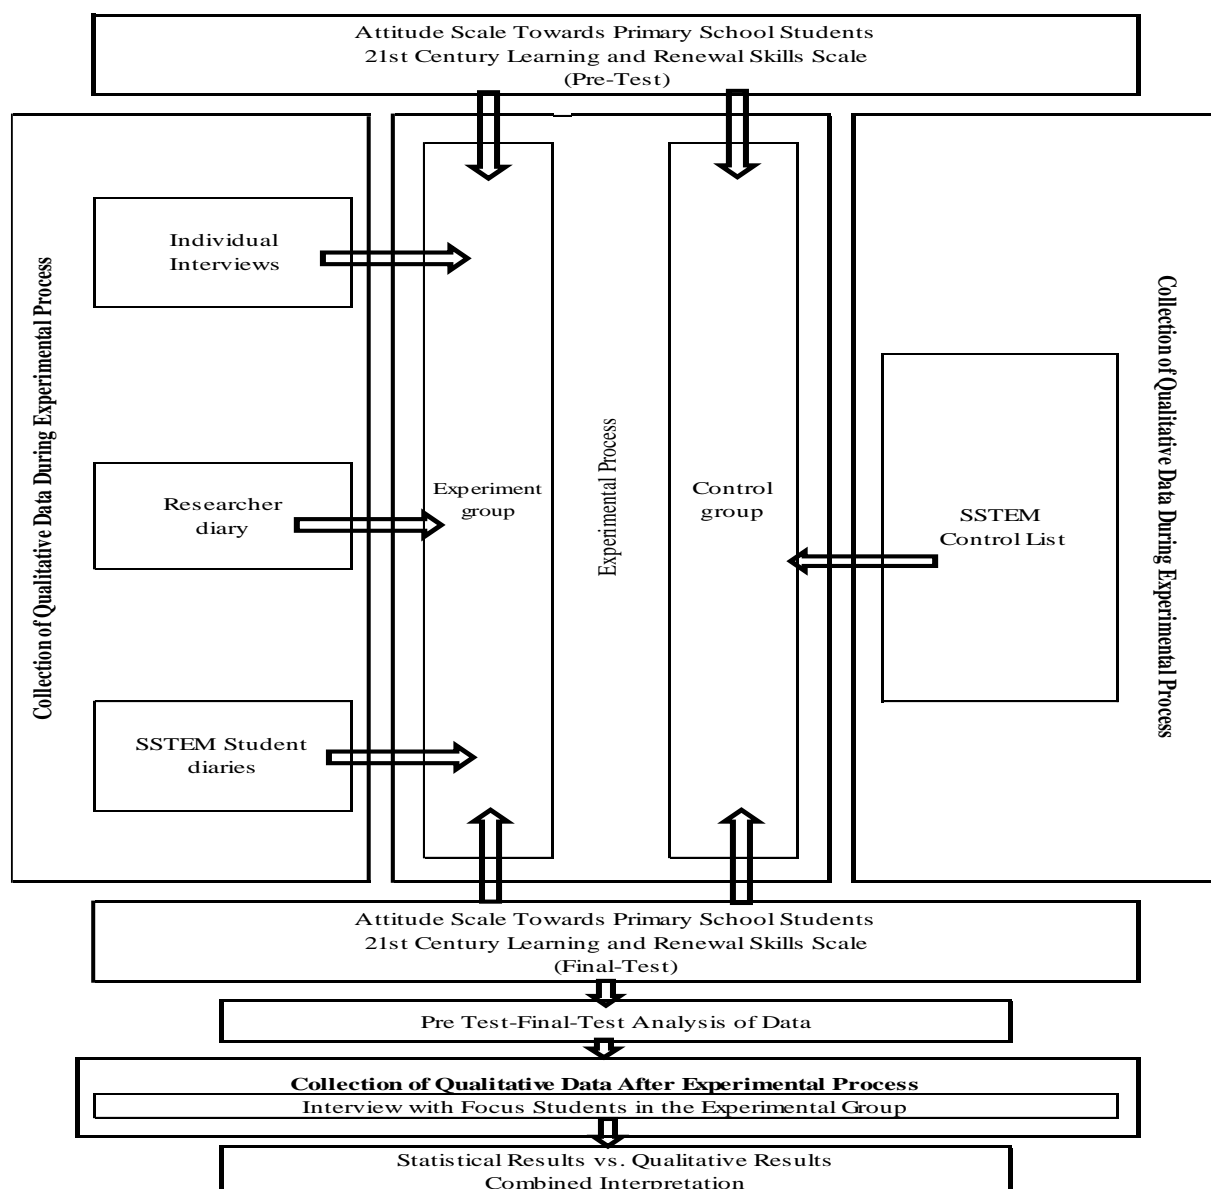 Attitude Scale Towards Primary School Students
21st Century Learning and Renewal Skills Scale
(Pre-Test)
Collection of Qualitative Data During Experimental Process
Individual
Interviews
Researcher
diary
SSTEM Student
diaries
Experiment
group
Experimental Process
Control
group
SSTEM
Control List
Collection of Qualitative Data During Experimental Process
Attitude Scale Towards Primary School Students
21st Century Learning and Renewal Skills Scale
(Final-Test)
Pre Test-Final-Test Analysis of Data
Collection of Qualitative Data After Experimental Process
Interview with Focus Students in the Experimental Group
Statistical Results vs. Qualitative Results
Combined Interpretation